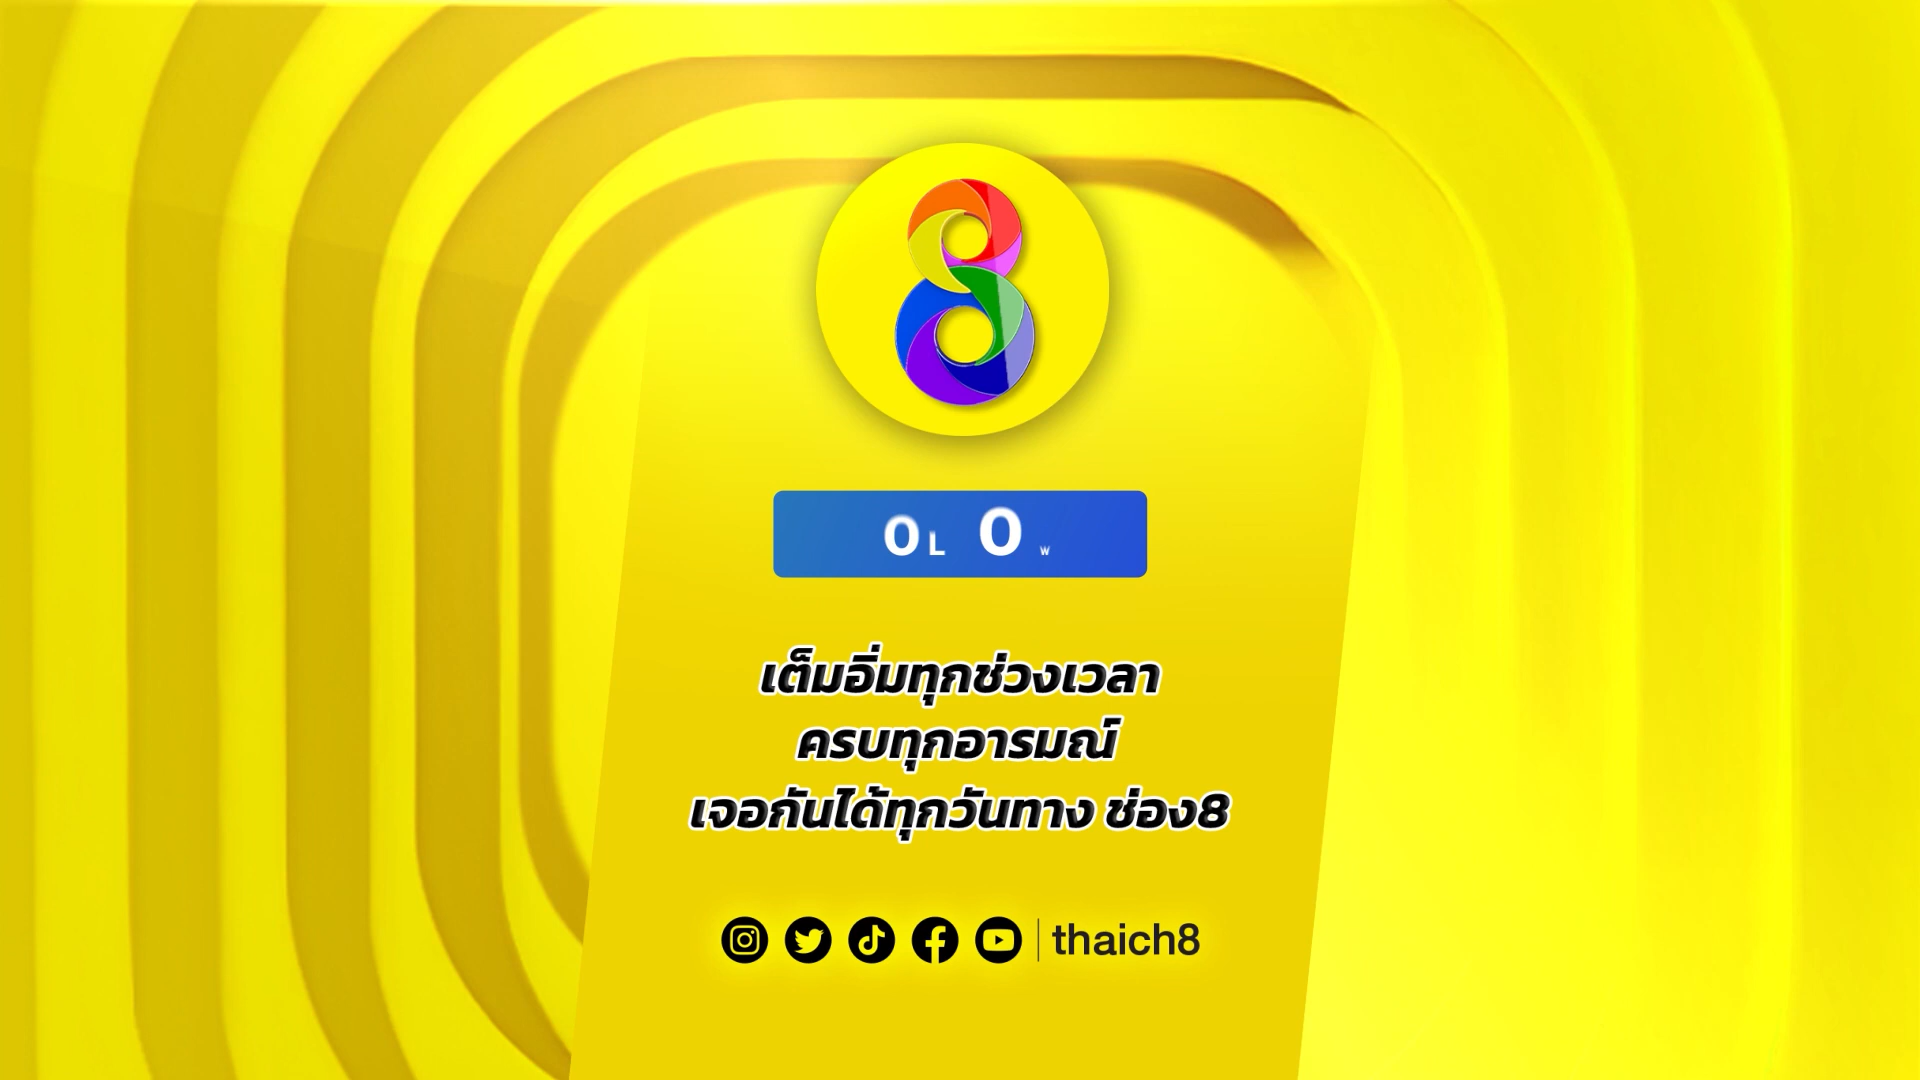 8
O L O W
เต็มอิ่มทุกช่วงเวลา
ครบทุกอารมณ์
เจอกันได้ทุกวันทาง ช่อง8
thaich8